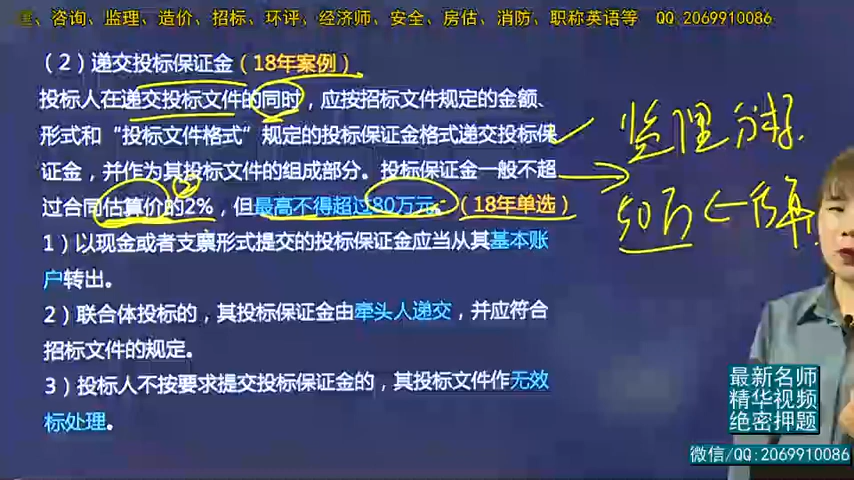 、咨询、监理、造价、招标、环评、经济师、安全、房估、消防、职称英语等 QQ:2069910086
(2)递交投标保证金(18年案例)
投标人在递交投标文件的同时，应按招标文件规定的金额、
形式和“投标文件格式”规定的投标保证金格式递交投标保
证金，并作为其投标文件的组成部分。投标保证金一般不超
过合同估算价的2%，但最高不得超过80万元。(18年单选)
1)以现金或者支票形式提交的投标保证金应当从其基本账
户转出。
2)联合体投标的，其投标保证金由牵头人递交，并应符合
招标文件的规定。
3)投标人不按要求提交投标保证金的，其投标文件作无效
标处理。
②
监理
50万
最新名师
精华视频
绝密押题
微信/QQ:2069910086